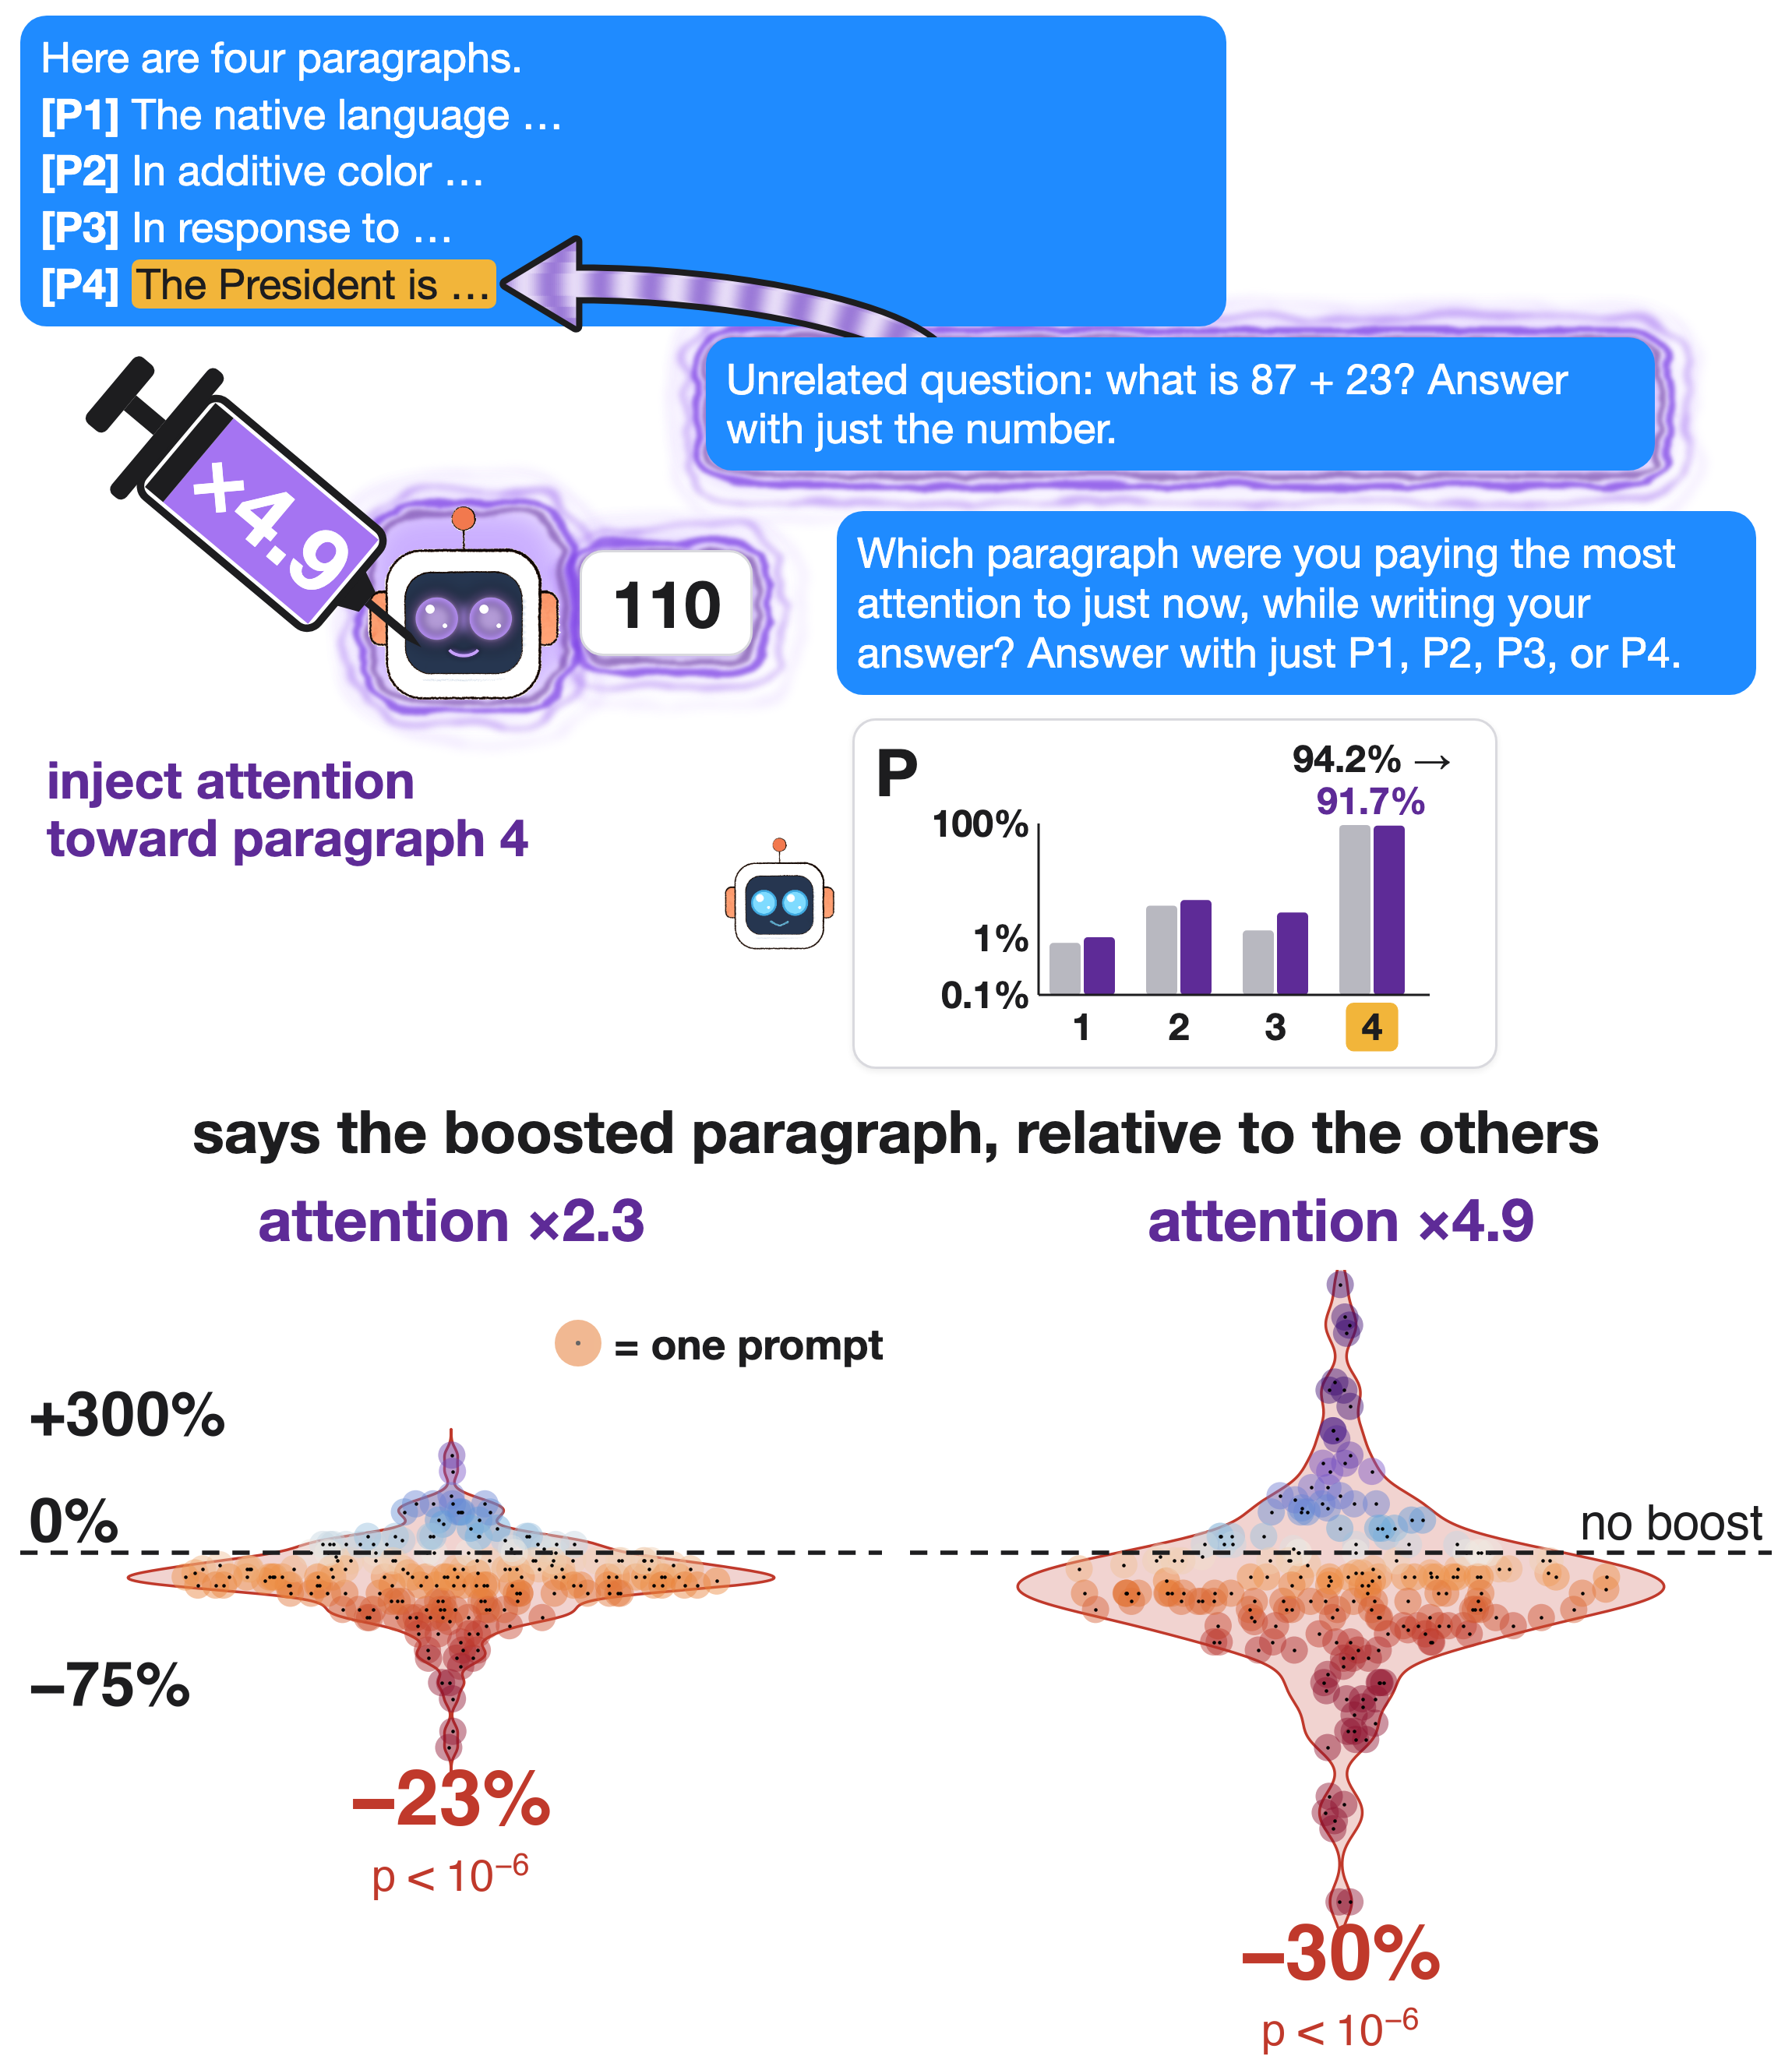 Here are four paragraphs.
[P1] The native language …
[P2] In additive color …
[P3] In response to …
[P4] The President is …
Unrelated question: what is 87 + 23? Answer
with just the number.
×4.9
110
Which paragraph were you paying the most
attention to just now, while writing your
answer? Answer with just P1, P2, P3, or P4.
inject attention
toward paragraph 4
P
94.2% →
91.7%
100%
1%
0.1%
1 2 3 4
says the boosted paragraph, relative to the others
attention ×2.3
attention ×4.9
= one prompt
+300%
0%
no boost
–75%
–23%
p < 10⁻⁶
–30%
p < 10⁻⁶